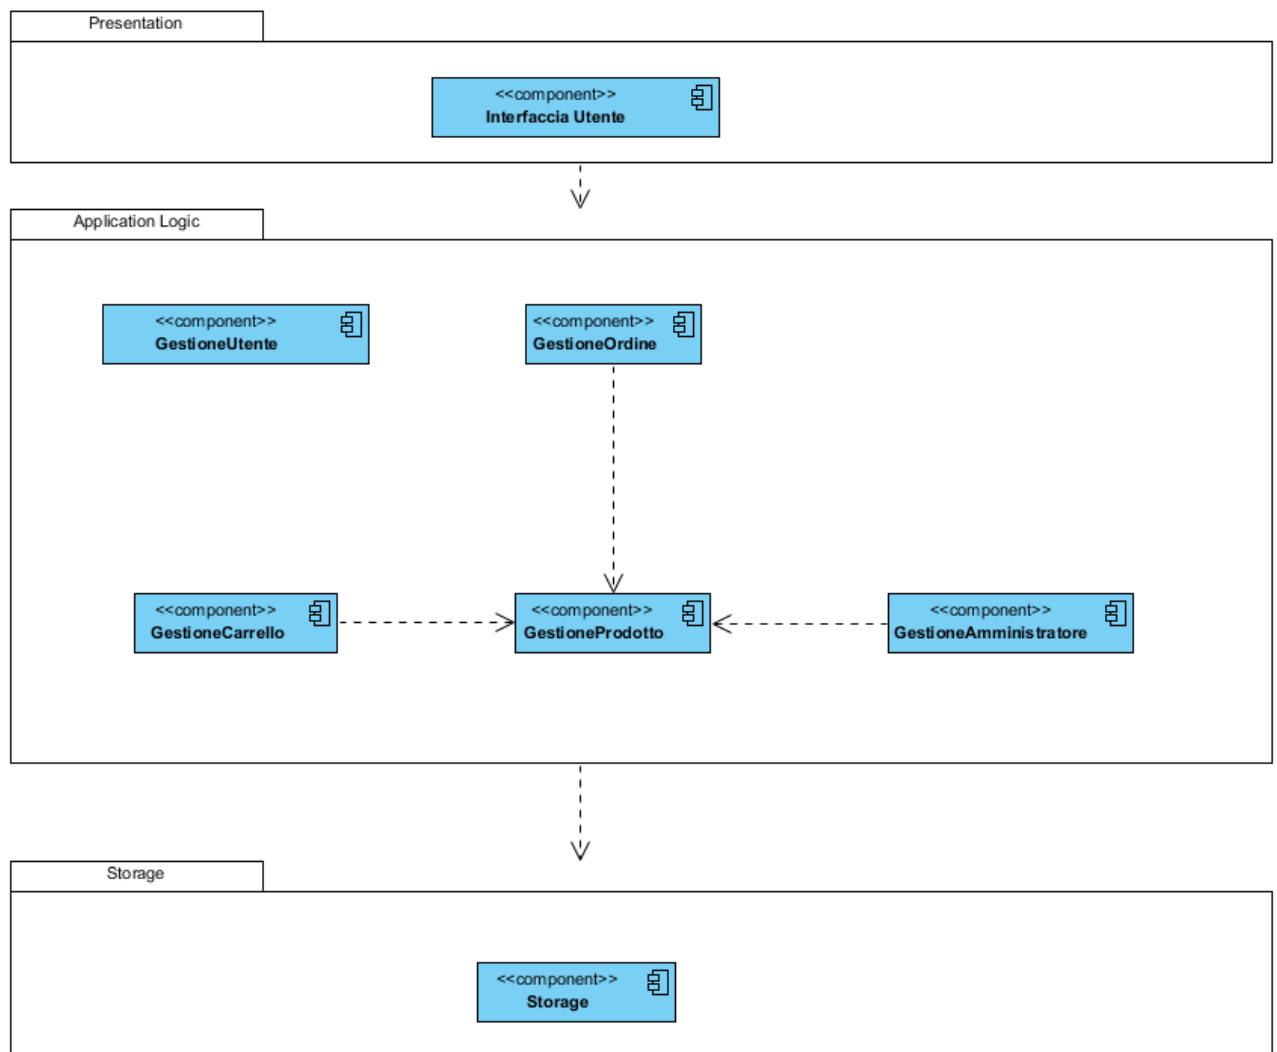 Presentation
<<component>>
Interfaccia Utente
Application Logic
<<component>>
GestioneUtente
<<component>>
GestioneOrdine
<<component>>
GestioneCarrello
<<component>>
GestioneProdotto
<<component>>
GestioneAmministratore
Storage
<<component>>
Storage